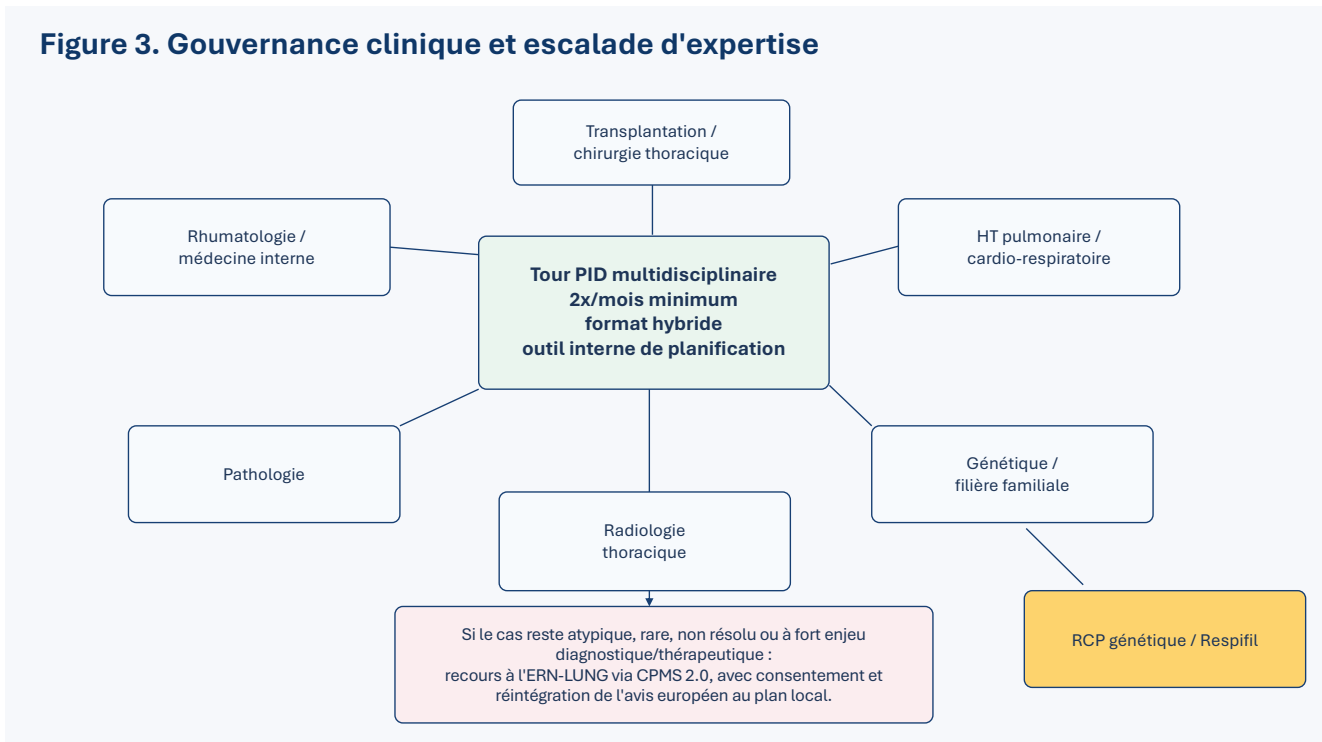 Figure 3. Gouvernance clinique et escalade d'expertise
Transplantation /
chirurgie thoracique
Rhumatologie /
médecine interne
HT pulmonaire /
cardio-respiratoire
Tour PID multidisciplinaire
2x/mois minimum
format hybride
outil interne de planification
Pathologie
Génétique /
filière familiale
Radiologie
thoracique
RCP génétique / Respifil
Si le cas reste atypique, rare, non résolu ou à fort enjeu
diagnostique/thérapeutique :
recours à l'ERN-LUNG via CPMS 2.0, avec consentement et
réintégration de l'avis européen au plan local.